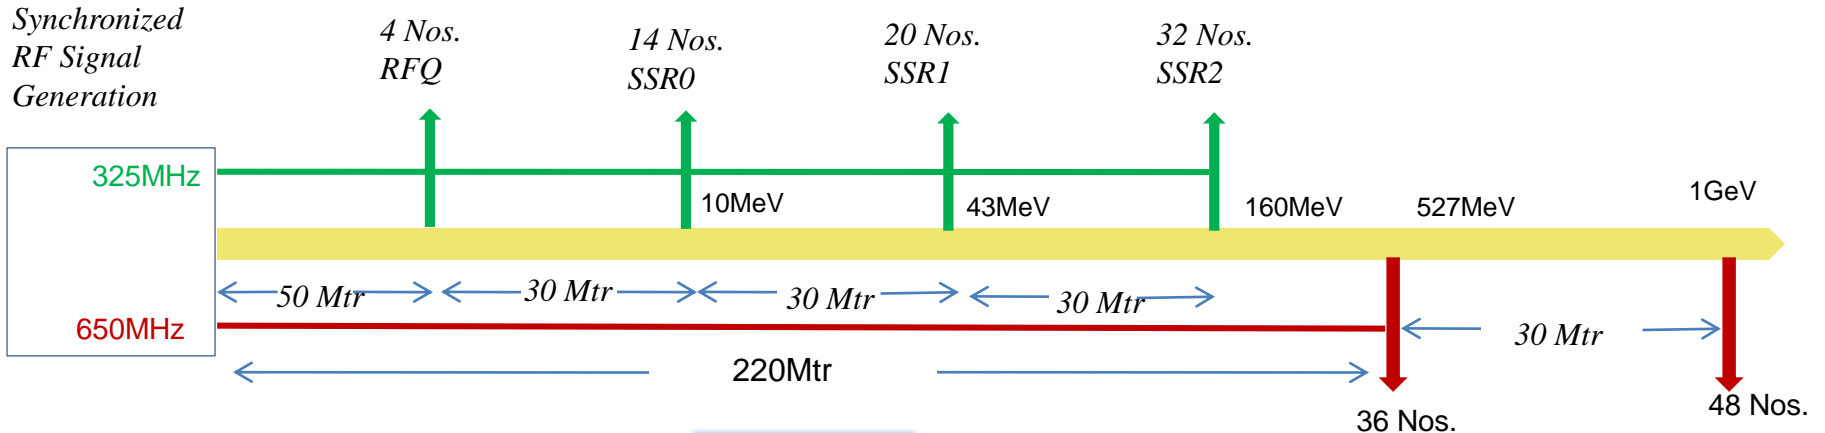 Synchronized
RF Signal
Generation
4 Nos.
RFQ
14 Nos.
SSR0
20 Nos.
SSR1
32 Nos.
SSR2
325MHz
10MeV
43MeV
160MeV
527MeV
1GeV
50 Mtr
30 Mtr
30 Mtr
30 Mtr
650MHz
30 Mtr
220Mtr
36 Nos.
48 Nos.